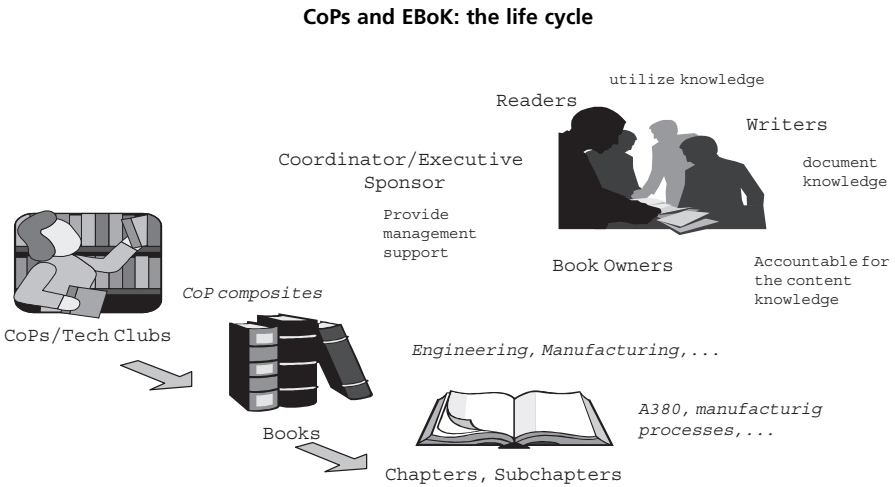 CoPs and EBoK: the life cycle
utilize knowledge
Readers
Writers
Coordinator/Executive
Sponsor
document
knowledge
Provide
management
support
Book Owners
Accountable for
the content
knowledge
CoP composites
CoPs/Tech Clubs
Engineering, Manufacturing,...
A380, manufacturig
processes,...
Books
Chapters, Subchapters